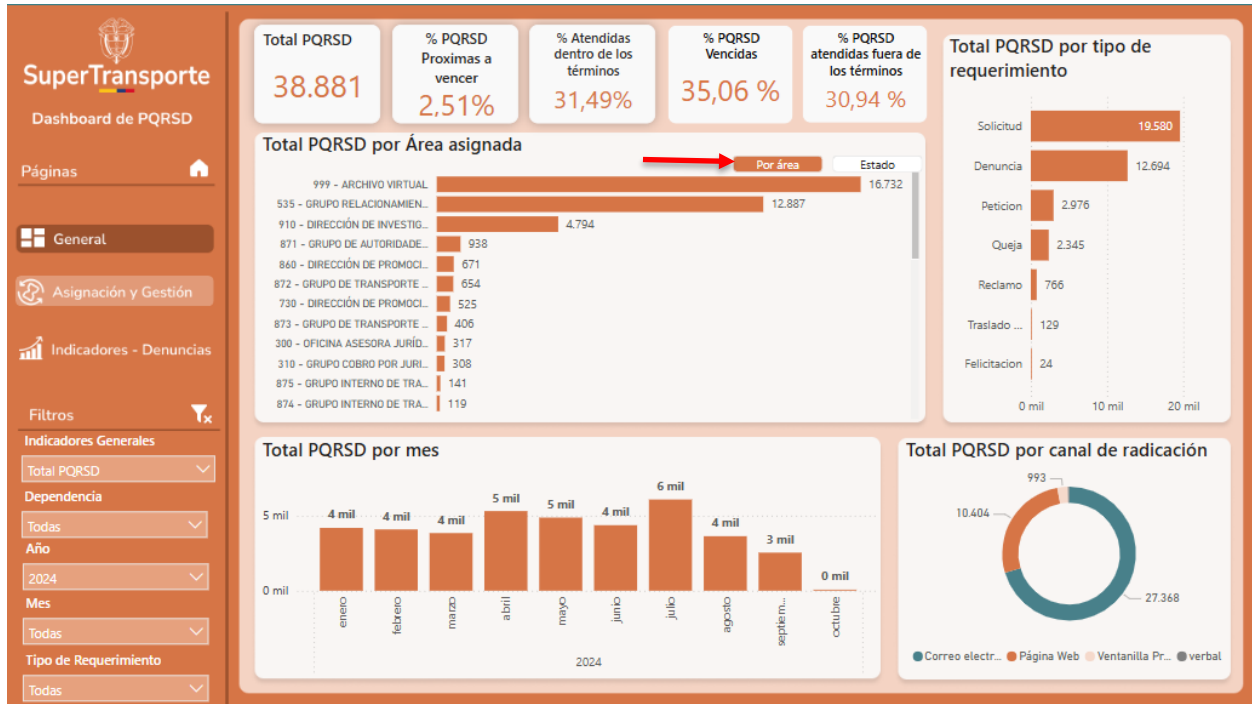 SuperTransporte
Dashboard de PQRSD
Páginas
General
Asignación y Gestión
Indicadores - Denuncias
Filtros
Indicadores Generales
Total PQRSD
Dependencia
Todas
Año
2024
Mes
Todas
Tipo de Requerimiento
Todas
Total PQRSD
38.881
% PQRSD
Proximas a
vencer
2,51%
% Atendidas
dentro de los
términos
31,49%
% PQRSD
Vencidas
35,06 %
% PQRSD
atendidas fuera de
los términos
30,94 %
Total PQRSD por Área asignada
Por área
Estado
999 - ARCHIVO VIRTUAL 16.732
535 - GRUPO RELACIONAMIEN... 12.887
910 - DIRECCIÓN DE INVESTIG... 4.794
871 - GRUPO DE AUTORIDADE... 938
860 - DIRECCIÓN DE PROMOCI... 671
872 - GRUPO DE TRANSPORTE ... 654
730 - DIRECCIÓN DE PROMOCI... 525
873 - GRUPO DE TRANSPORTE ... 406
300 - OFICINA ASESORA JURÍD... 317
310 - GRUPO COBRO POR JURI... 308
875 - GRUPO INTERNO DE TRA... 141
874 - GRUPO INTERNO DE TRA... 119
Total PQRSD por tipo de
requerimiento
Solicitud 19.580
Denuncia 12.694
Peticion 2.976
Queja 2.345
Reclamo 766
Traslado ... 129
Felicitacion 24
0 mil 10 mil 20 mil
Total PQRSD por mes
5 mil
0 mil
4 mil 4 mil 4 mil 5 mil 5 mil 4 mil 6 mil 4 mil 3 mil 0 mil
enero febrero marzo abril mayo junio julio agosto septiem... octubre
2024
Total PQRSD por canal de radicación
993
10.404
27.368
Correo electr... Página Web Ventanilla Pr... verbal